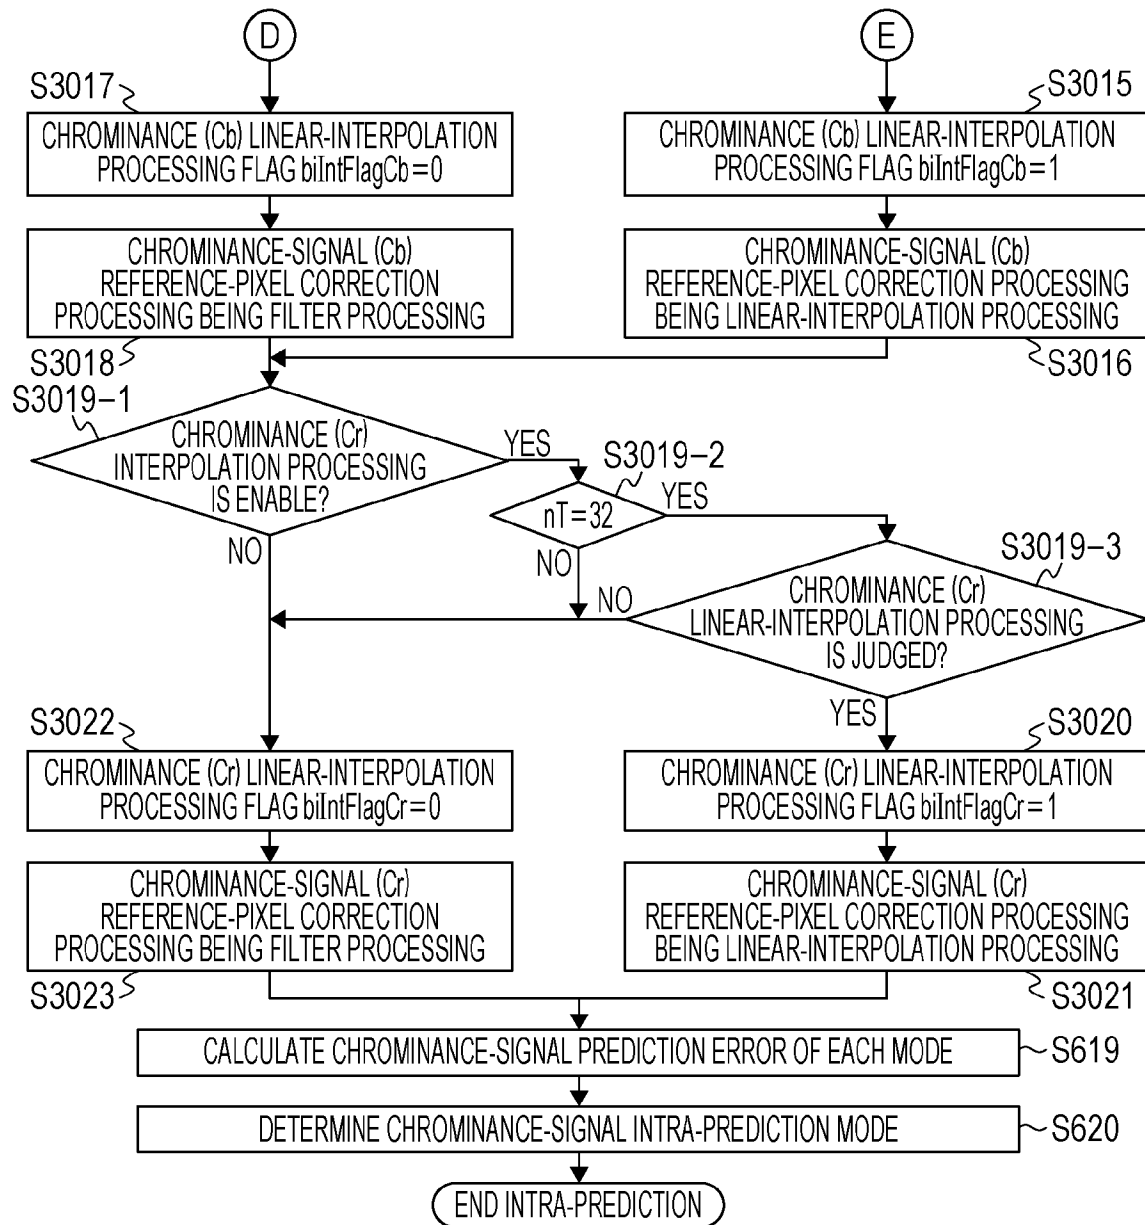 D
E
S3017
S3015
CHROMINANCE (Cb) LINEAR-INTERPOLATION
PROCESSING FLAG biIntFlagCb=0
CHROMINANCE (Cb) LINEAR-INTERPOLATION
PROCESSING FLAG biIntFlagCb=1
CHROMINANCE-SIGNAL (Cb)
REFERENCE-PIXEL CORRECTION
PROCESSING BEING FILTER PROCESSING
CHROMINANCE-SIGNAL (Cb)
REFERENCE-PIXEL CORRECTION PROCESSING
BEING LINEAR-INTERPOLATION PROCESSING
S3018
S3016
S3019-1
CHROMINANCE (Cr)
INTERPOLATION PROCESSING
IS ENABLE?
YES
NO
S3019-2
nT=32
YES
NO
S3019-3
CHROMINANCE (Cr)
LINEAR-INTERPOLATION PROCESSING
IS JUDGED?
NO
YES
S3022
S3020
CHROMINANCE (Cr) LINEAR-INTERPOLATION
PROCESSING FLAG biIntFlagCr=0
CHROMINANCE (Cr) LINEAR-INTERPOLATION
PROCESSING FLAG biIntFlagCr=1
CHROMINANCE-SIGNAL (Cr)
REFERENCE-PIXEL CORRECTION
PROCESSING BEING FILTER PROCESSING
CHROMINANCE-SIGNAL (Cr)
REFERENCE-PIXEL CORRECTION PROCESSING
BEING LINEAR-INTERPOLATION PROCESSING
S3023
S3021
CALCULATE CHROMINANCE-SIGNAL PREDICTION ERROR OF EACH MODE
S619
DETERMINE CHROMINANCE-SIGNAL INTRA-PREDICTION MODE
S620
END INTRA-PREDICTION